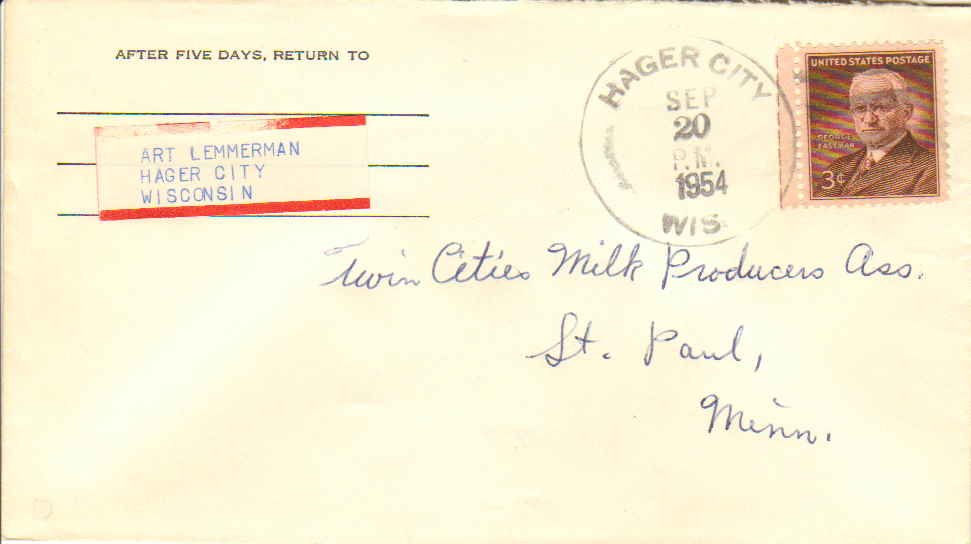 AFTER FIVE DAYS, RETURN TO
ART LEMMERMAN
HAGER CITY
WISCONSIN
HAGER CITY
SEP
20
P.M.
1954
WIS.
UNITED STATES POSTAGE
GEORGE
EASTMAN
3¢
Twin Cities Milk Producers Ass.
St. Paul,
Minn.